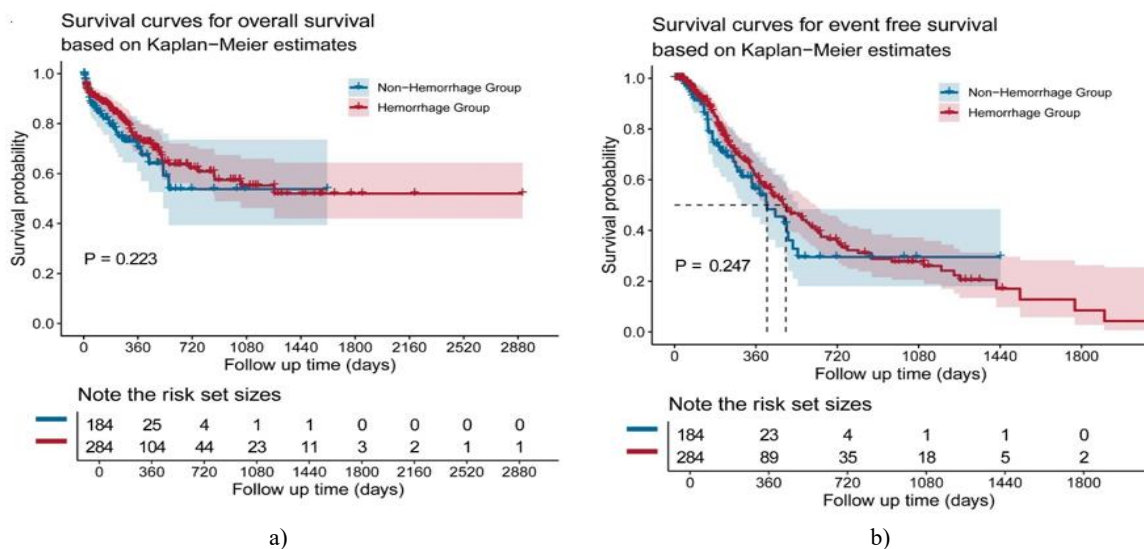 Survival curves for overall survival
based on Kaplan−Meier estimates
Survival probability
1.0
0.8
0.6
0.4
0.2
0.0
Non-Hemorrhage Group
Hemorrhage Group
P = 0.223
0 360 720 1080 1440 1800 2160 2520 2880
Follow up time (days)
Note the risk set sizes
184 25 4 1 1 0 0 0 0
284 104 44 23 11 3 2 1 1
0 360 720 1080 1440 1800 2160 2520 2880
Follow up time (days)
a)
Survival curves for event free survival
based on Kaplan−Meier estimates
Survival probability
1.0
0.8
0.6
0.4
0.2
0.0
Non-Hemorrhage Group
Hemorrhage Group
P = 0.247
0 360 720 1080 1440 1800
Follow up time (days)
Note the risk set sizes
184 23 4 1 1 0
284 89 35 18 5 2
0 360 720 1080 1440 1800
Follow up time (days)
b)